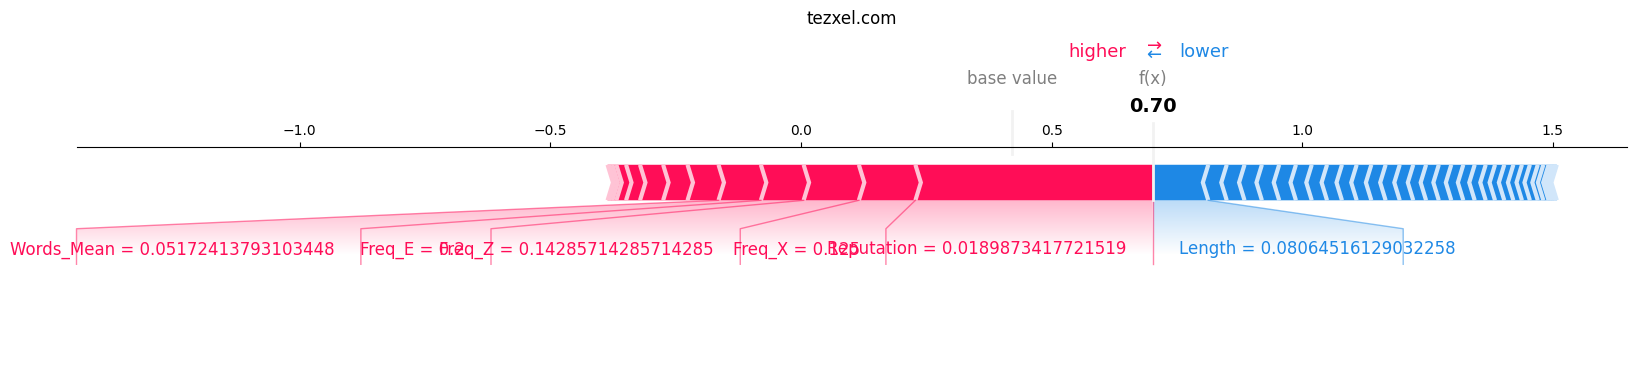 tezxel.com
higher → ← lower
base value f(x)
0.70
−1.0 −0.5 0.0 0.5 1.0 1.5
Words_Mean = 0.05172413793103448 Freq_E = 0.2 Freq_Z = 0.14285714285714285 Freq_X = 0.125 Reputation = 0.0189873417721519 Length = 0.08064516129032258